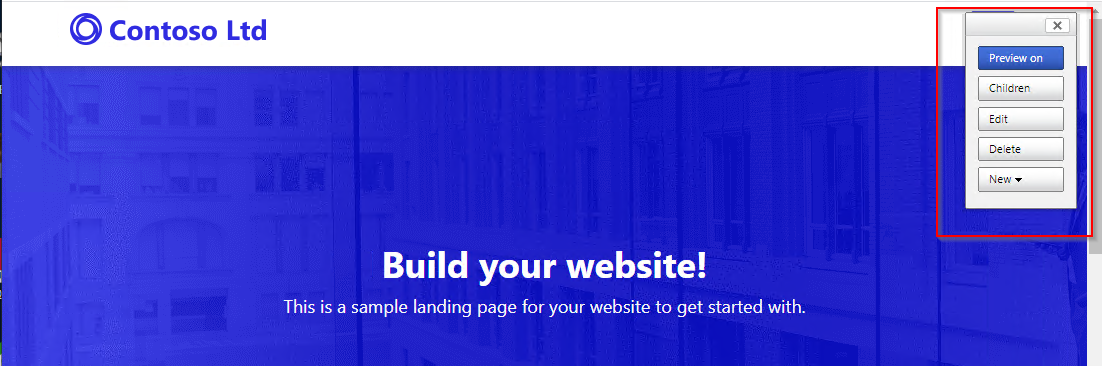 Contoso Ltd
Preview on
Children
Edit
Delete
New
Build your website!
This is a sample landing page for your website to get started with.